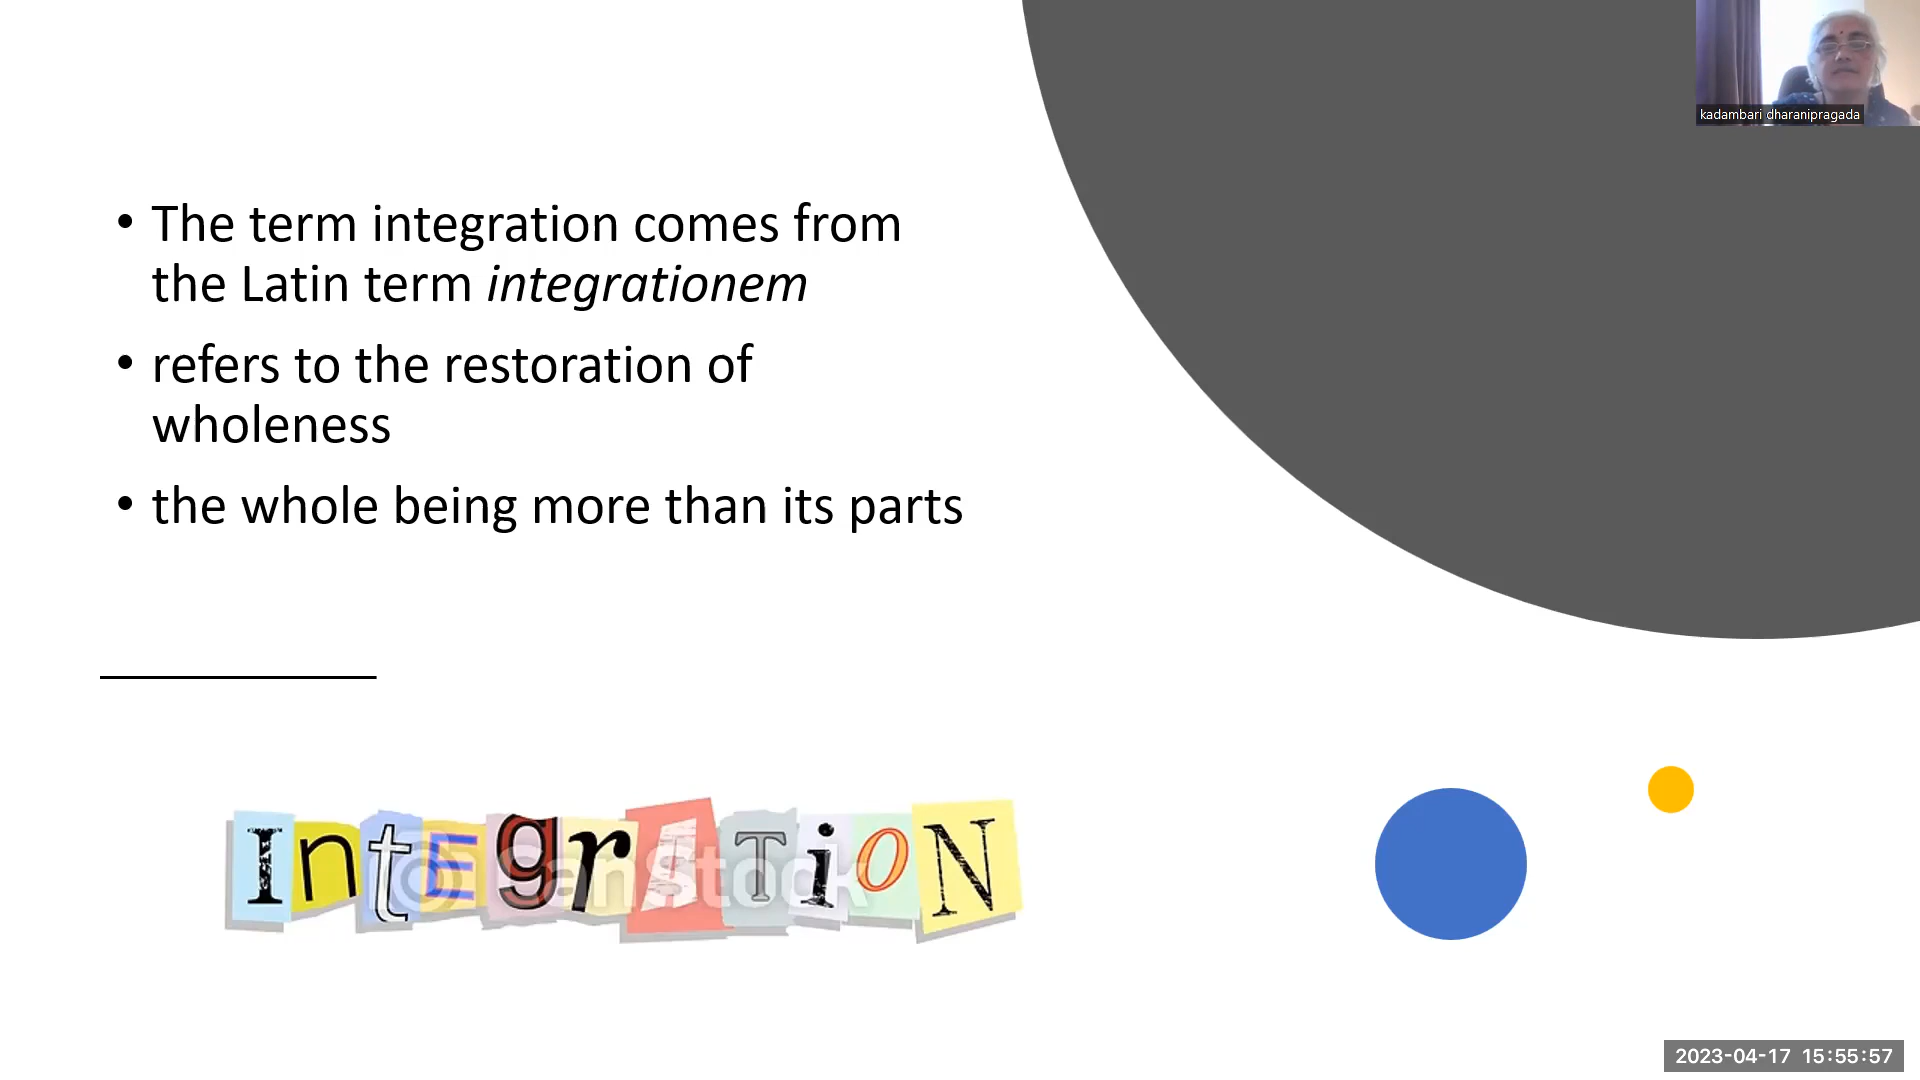 kadambari dharanipragada
• The term integration comes from
the Latin term integrationem
• refers to the restoration of
wholeness
• the whole being more than its parts
IntEgrATioN
CanStock
2023-04-17 15:55:57